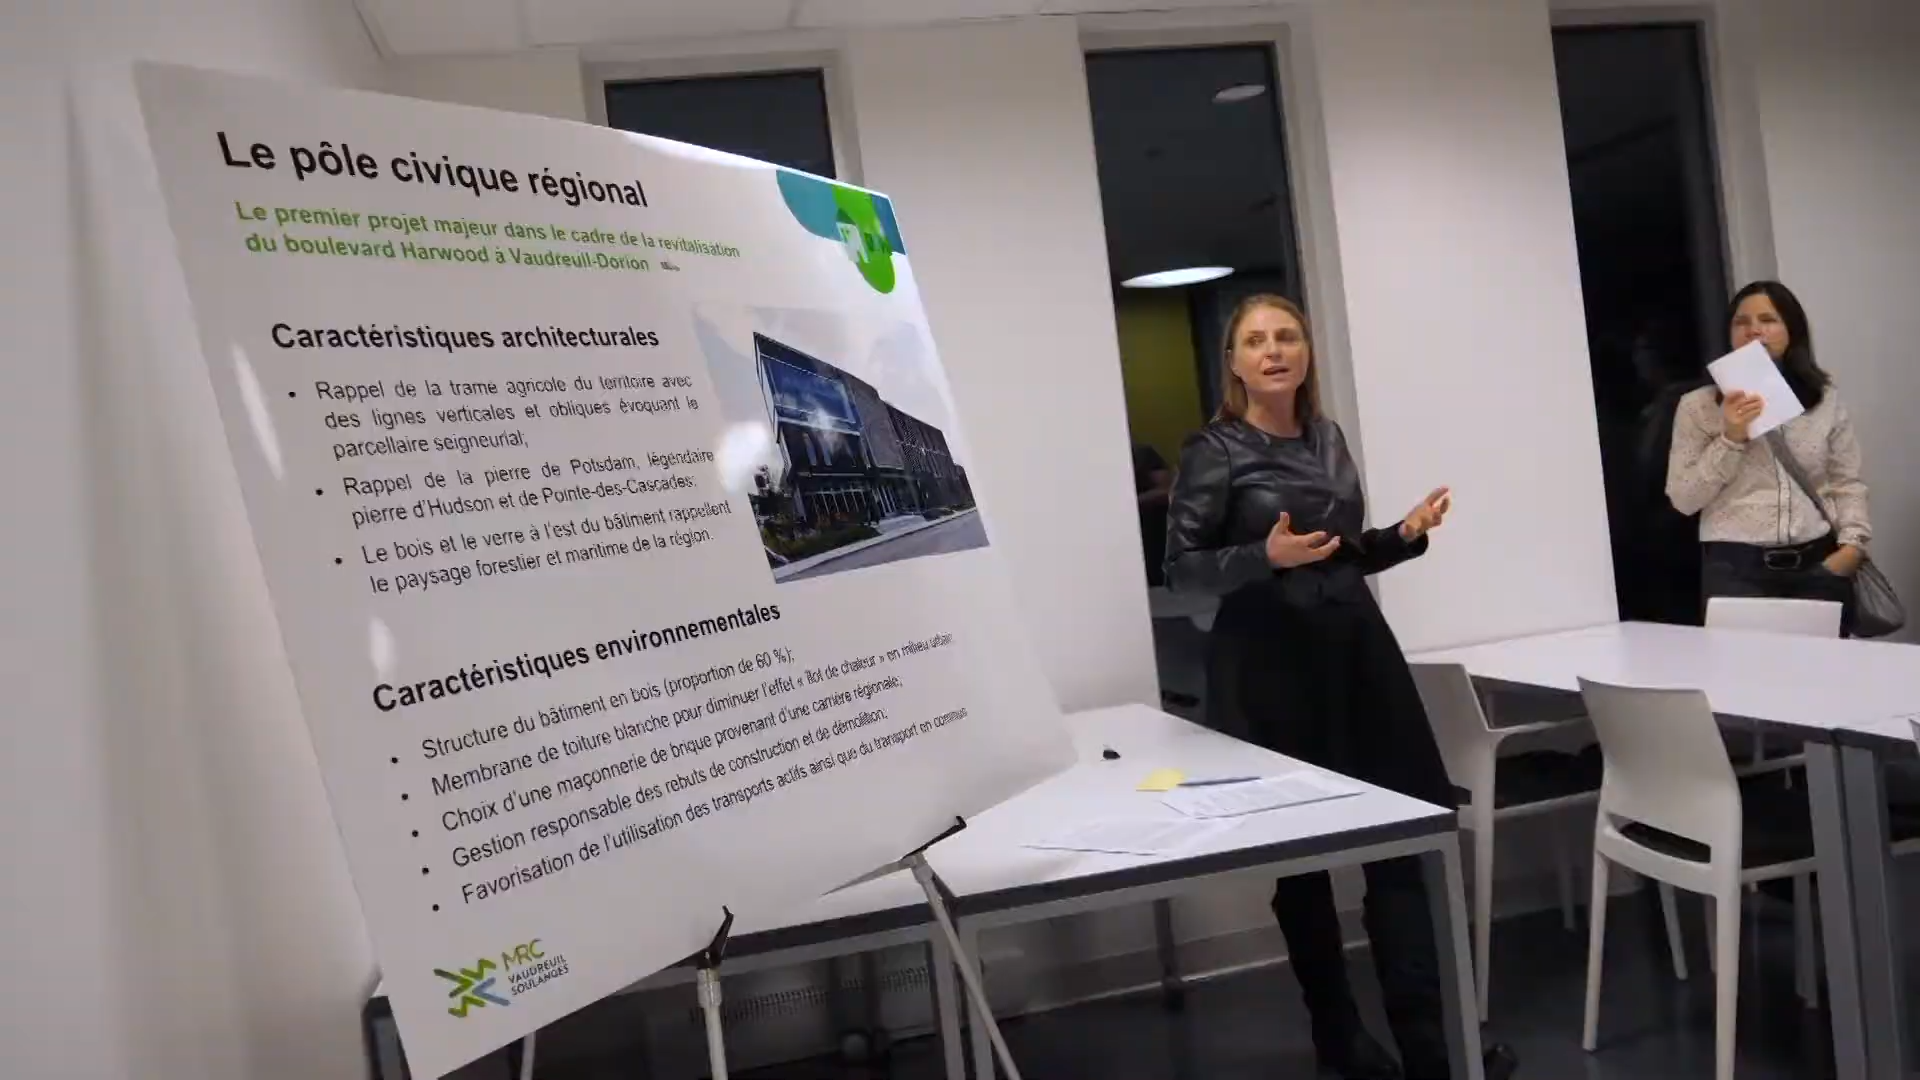 Le pôle civique régional
Le premier projet majeur dans le cadre de la revitalisation
du boulevard Harwood à Vaudreuil-Dorion
Caractéristiques architecturales
• Rappel de la trame agricole du territoire avec
des lignes verticales et obliques évoquant le
parcellaire seigneurial;
• Rappel de la pierre de Potsdam, légendaire
pierre d'Hudson et de Pointe-des-Cascades;
• Le bois et le verre à l'est du bâtiment rappellent
le paysage forestier et maritime de la région.
Caractéristiques environnementales
• Structure du bâtiment en bois (proportion de 60 %);
• Membrane de toiture blanche pour diminuer l'effet « îlot de chaleur » en milieu urbain
• Choix d'une maçonnerie de brique provenant d'une carrière régionale;
• Gestion responsable des rebuts de construction et de démolition;
• Favorisation de l'utilisation des transports actifs ainsi que du transport en commun
MRC
VAUDREUIL
SOULANGES